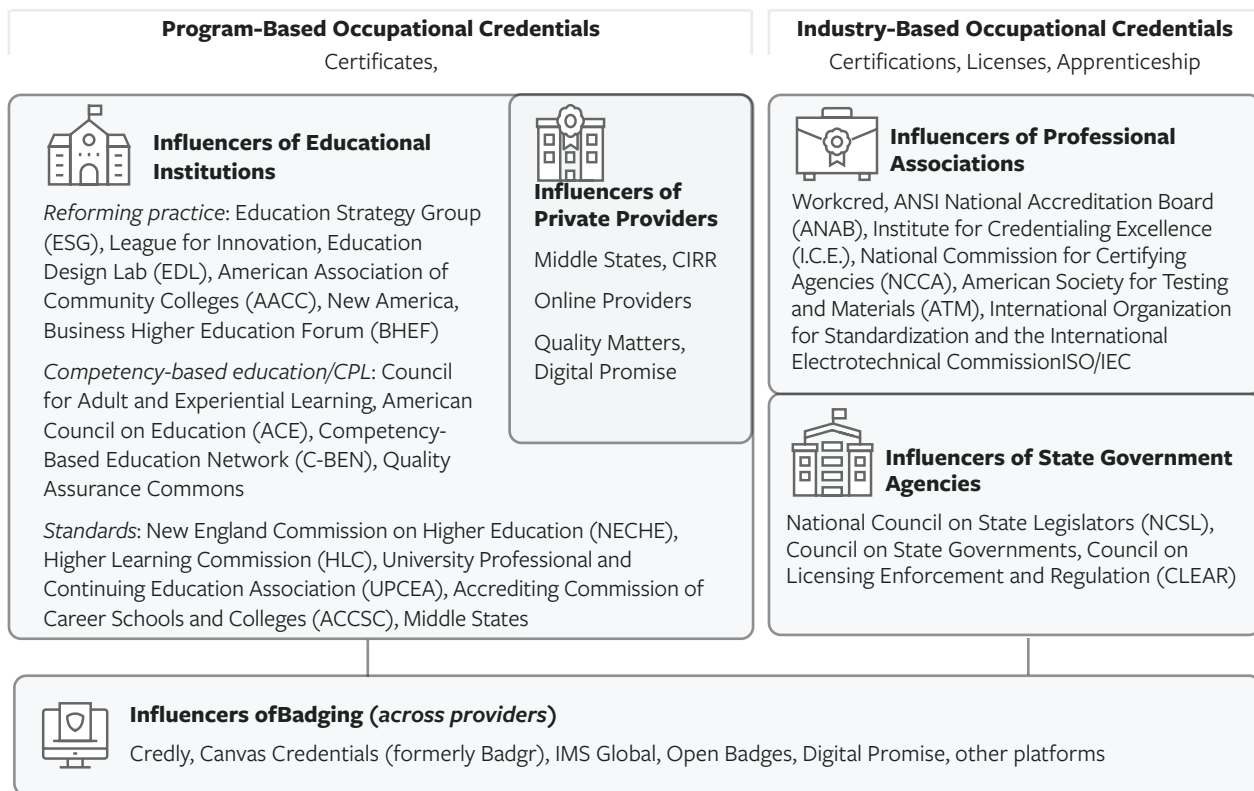 Program-Based Occupational Credentials
Certificates,
Influencers of Educational
Institutions
Reforming practice: Education Strategy Group
(ESG), League for Innovation, Education
Design Lab (EDL), American Association of
Community Colleges (AACC), New America,
Business Higher Education Forum (BHEF)
Competency-based education/CPL: Council
for Adult and Experiential Learning, American
Council on Education (ACE), Competency-
Based Education Network (C-BEN), Quality
Assurance Commons
Standards: New England Commission on Higher Education (NECHE),
Higher Learning Commission (HLC), University Professional and
Continuing Education Association (UPCEA), Accrediting Commission of
Career Schools and Colleges (ACCSC), Middle States
Influencers of
Private Providers
Middle States, CIRR
Online Providers
Quality Matters,
Digital Promise
Industry-Based Occupational Credentials
Certifications, Licenses, Apprenticeship
Influencers of Professional
Associations
Workcred, ANSI National Accreditation Board
(ANAB), Institute for Credentialing Excellence
(I.C.E.), National Commission for Certifying
Agencies (NCCA), American Society for Testing
and Materials (ATM), International Organization
for Standardization and the International
Electrotechnical CommissionISO/IEC
Influencers of State Government
Agencies
National Council on State Legislators (NCSL),
Council on State Governments, Council on
Licensing Enforcement and Regulation (CLEAR)
Influencers ofBadging (across providers)
Credly, Canvas Credentials (formerly Badgr), IMS Global, Open Badges, Digital Promise, other platforms